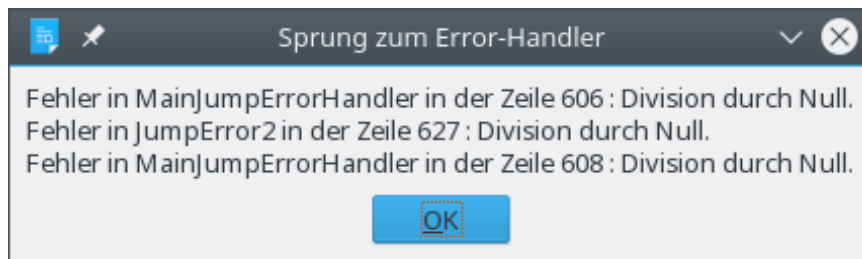 Sprung zum Error-Handler
Fehler in MainJumpErrorHandler in der Zeile 606 : Division durch Null.
Fehler in JumpError2 in der Zeile 627 : Division durch Null.
Fehler in MainJumpErrorHandler in der Zeile 608 : Division durch Null.
OK